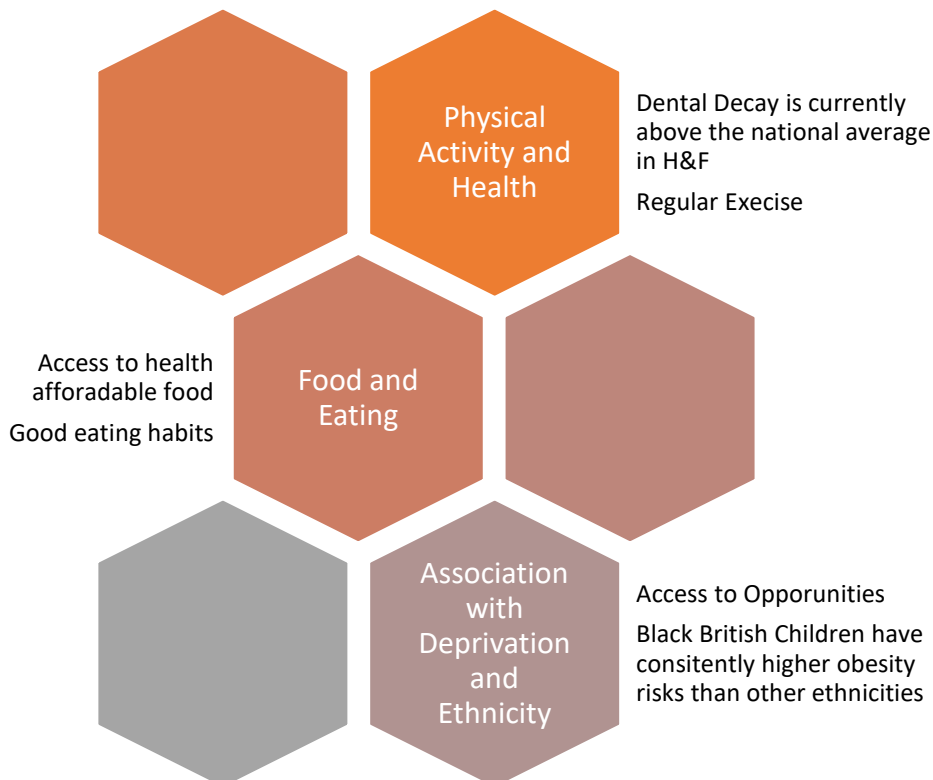 Physical
Activity and
Health
Dental Decay is currently
above the national average
in H&F
Regular Execise
Access to health
afforadable food
Good eating habits
Food and
Eating
Association
with
Deprivation
and
Ethnicity
Access to Opporunities
Black British Children have
consitently higher obesity
risks than other ethnicities